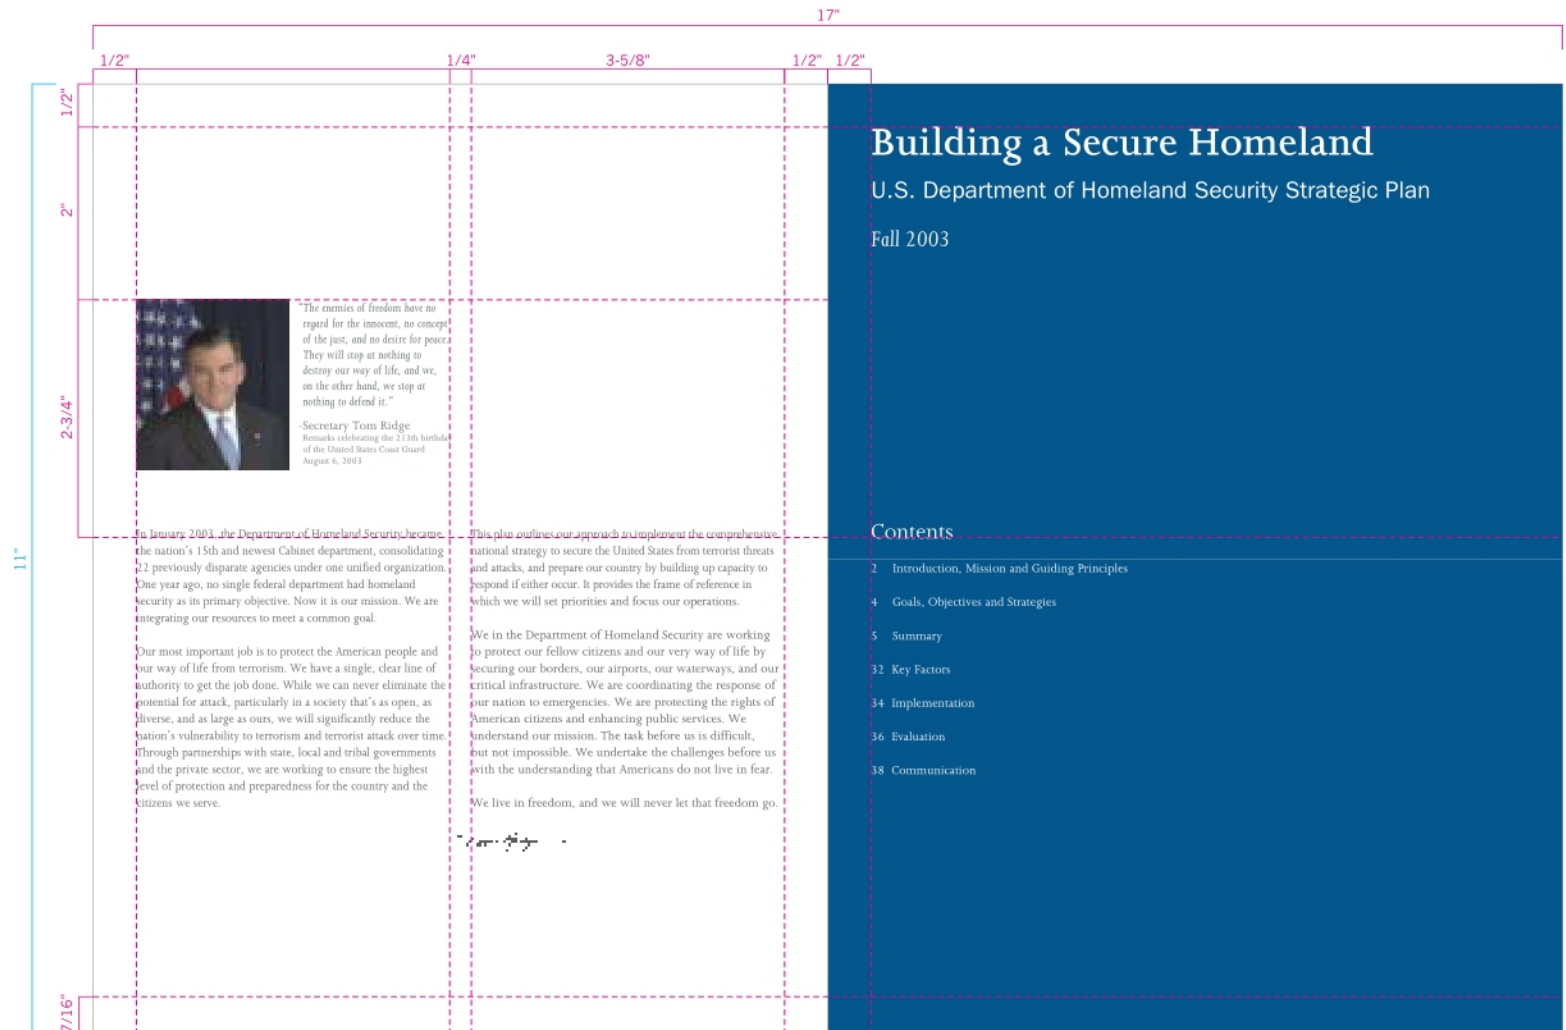 17"
1/2" 1/4" 3-5/8" 1/2" 1/2"
1/2"
2"
2-3/4"
11"
7/16"
"The enemies of freedom have no
regard for the innocent, no concept
of the just, and no desire for peace.
They will stop at nothing to
destroy our way of life, and we,
on the other hand, we stop at
nothing to defend it."
-Secretary Tom Ridge
Remarks celebrating the 213th birthday
of the United States Coast Guard
August 6, 2003
In January 2003, the Department of Homeland Security became
the nation's 15th and newest Cabinet department, consolidating
22 previously disparate agencies under one unified organization.
One year ago, no single federal department had homeland
security as its primary objective. Now it is our mission. We are
integrating our resources to meet a common goal.
Our most important job is to protect the American people and
our way of life from terrorism. We have a single, clear line of
authority to get the job done. While we can never eliminate the
potential for attack, particularly in a society that's as open, as
diverse, and as large as ours, we will significantly reduce the
nation's vulnerability to terrorism and terrorist attack over time.
Through partnerships with state, local and tribal governments
and the private sector, we are working to ensure the highest
level of protection and preparedness for the country and the
citizens we serve.
This plan outlines our approach to implement the comprehensive
national strategy to secure the United States from terrorist threats
and attacks, and prepare our country by building up capacity to
respond if either occur. It provides the frame of reference in
which we will set priorities and focus our operations.
We in the Department of Homeland Security are working
to protect our fellow citizens and our very way of life by
securing our borders, our airports, our waterways, and our
critical infrastructure. We are coordinating the response of
our nation to emergencies. We are protecting the rights of
American citizens and enhancing public services. We
understand our mission. The task before us is difficult,
but not impossible. We undertake the challenges before us
with the understanding that Americans do not live in fear.
We live in freedom, and we will never let that freedom go.
Building a Secure Homeland
U.S. Department of Homeland Security Strategic Plan
Fall 2003
Contents
2 Introduction, Mission and Guiding Principles
4 Goals, Objectives and Strategies
5 Summary
32 Key Factors
34 Implementation
36 Evaluation
38 Communication